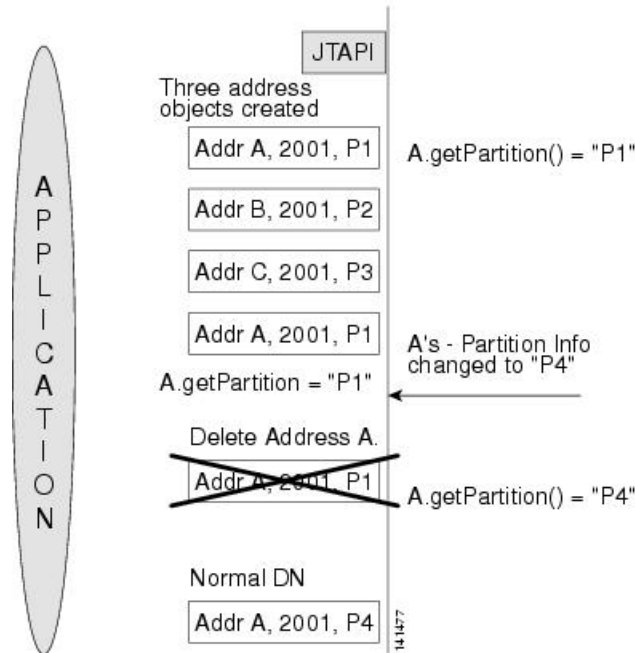 JTAPI
Three address
objects created
Addr A, 2001, P1
A.getPartition() = "P1"
Addr B, 2001, P2
Addr C, 2001, P3
Addr A, 2001, P1
A's - Partition Info
changed to "P4"
A.getPartition = "P1"
Delete Address A.
Addr A, 2001, P1
A.getPartition() = "P4"
Normal DN
Addr A, 2001, P4
141477
APPLICATION